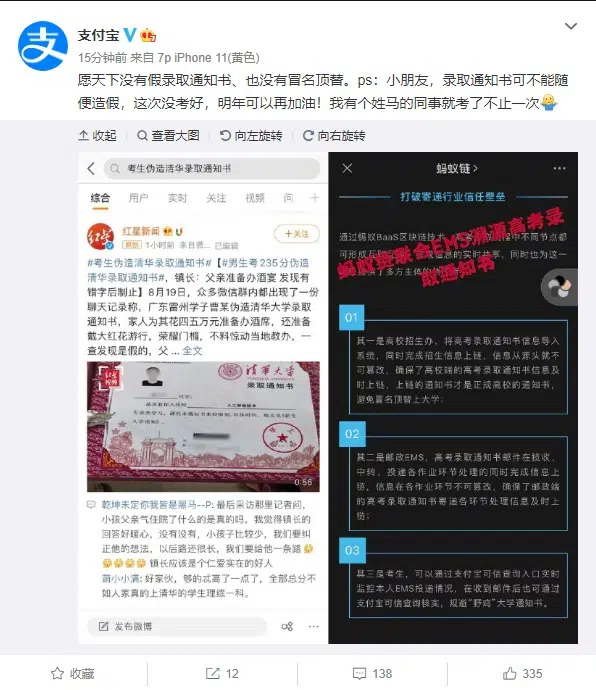 支付宝
15分钟前 来自 7p iPhone 11(黄色)
愿天下没有假录取通知书、也没有冒名顶替。ps：小朋友，录取通知书可不能随
便造假，这次没考好，明年可以再加油！我有个姓马的同事就考了不止一次
收起 查看大图 向左旋转 向右旋转
考生伪造清华录取通知书
综合 用户 实时 关注 视频 问
红星新闻
1小时前 来自微... 已编辑
+关注
#考生伪造清华录取通知书#【#男生考235分伪造
清华录取通知书#，镇长：父亲准备办酒宴 发现有
错字后制止】8月19日，众多微信群内都出现了一份
聊天记录称，广东雷州学子曹某伪造清华大学录取
通知书，家人为其花四五万元准备办酒席，还准备
戴大红花游行，荣耀门楣，不料惊动当地教办，一
查发现是假的，父 ... 全文
红星视频
清华大学
录取通知书
0:56
乾坤未定你我皆是黑马--P: 最后采访那里记者问，
小孩父亲气住院了什么的是真的吗，我觉得镇长的
回答好暖心，没有没有，小孩子比较少，我们要纠
正他的想法，以后路还很长，我们要给他一条路
镇长应该是个仁爱实在的好人
萌小小满: 好家伙，够的忒高了一点了，全部总分不
如人家真的上清华的学生理综一科。
发布微博
蚂蚁链
打破寄递行业信任壁垒
通过蚂蚁BaaS区块链技术，
蚂蚁链联合EMS溯源高考录
取通知书
01
其一是高校招生办，将高考录取通知书信息导入
系统，同时完成招生信息上链，信息从源头就不
可篡改，确保了高校端的高考录取通知书信息及
时上链，上链的通知书才是正规高校的通知书，
避免冒名顶替上大学；
02
其二是邮政EMS，高考录取通知书邮件在揽收、
中转、投递各作业环节处理的同时完成信息上
链，信息在各作业环节不可篡改，确保了邮政端
的高考录取通知书寄递各环节处理信息及时上
链；
03
其三是考生，可以通过支付宝可信查询入口实时
监控本人EMS投递情况，在收到邮件后也可通过
支付宝可信查询核实，规避“野鸡”大学通知书。
收藏 12 138 335